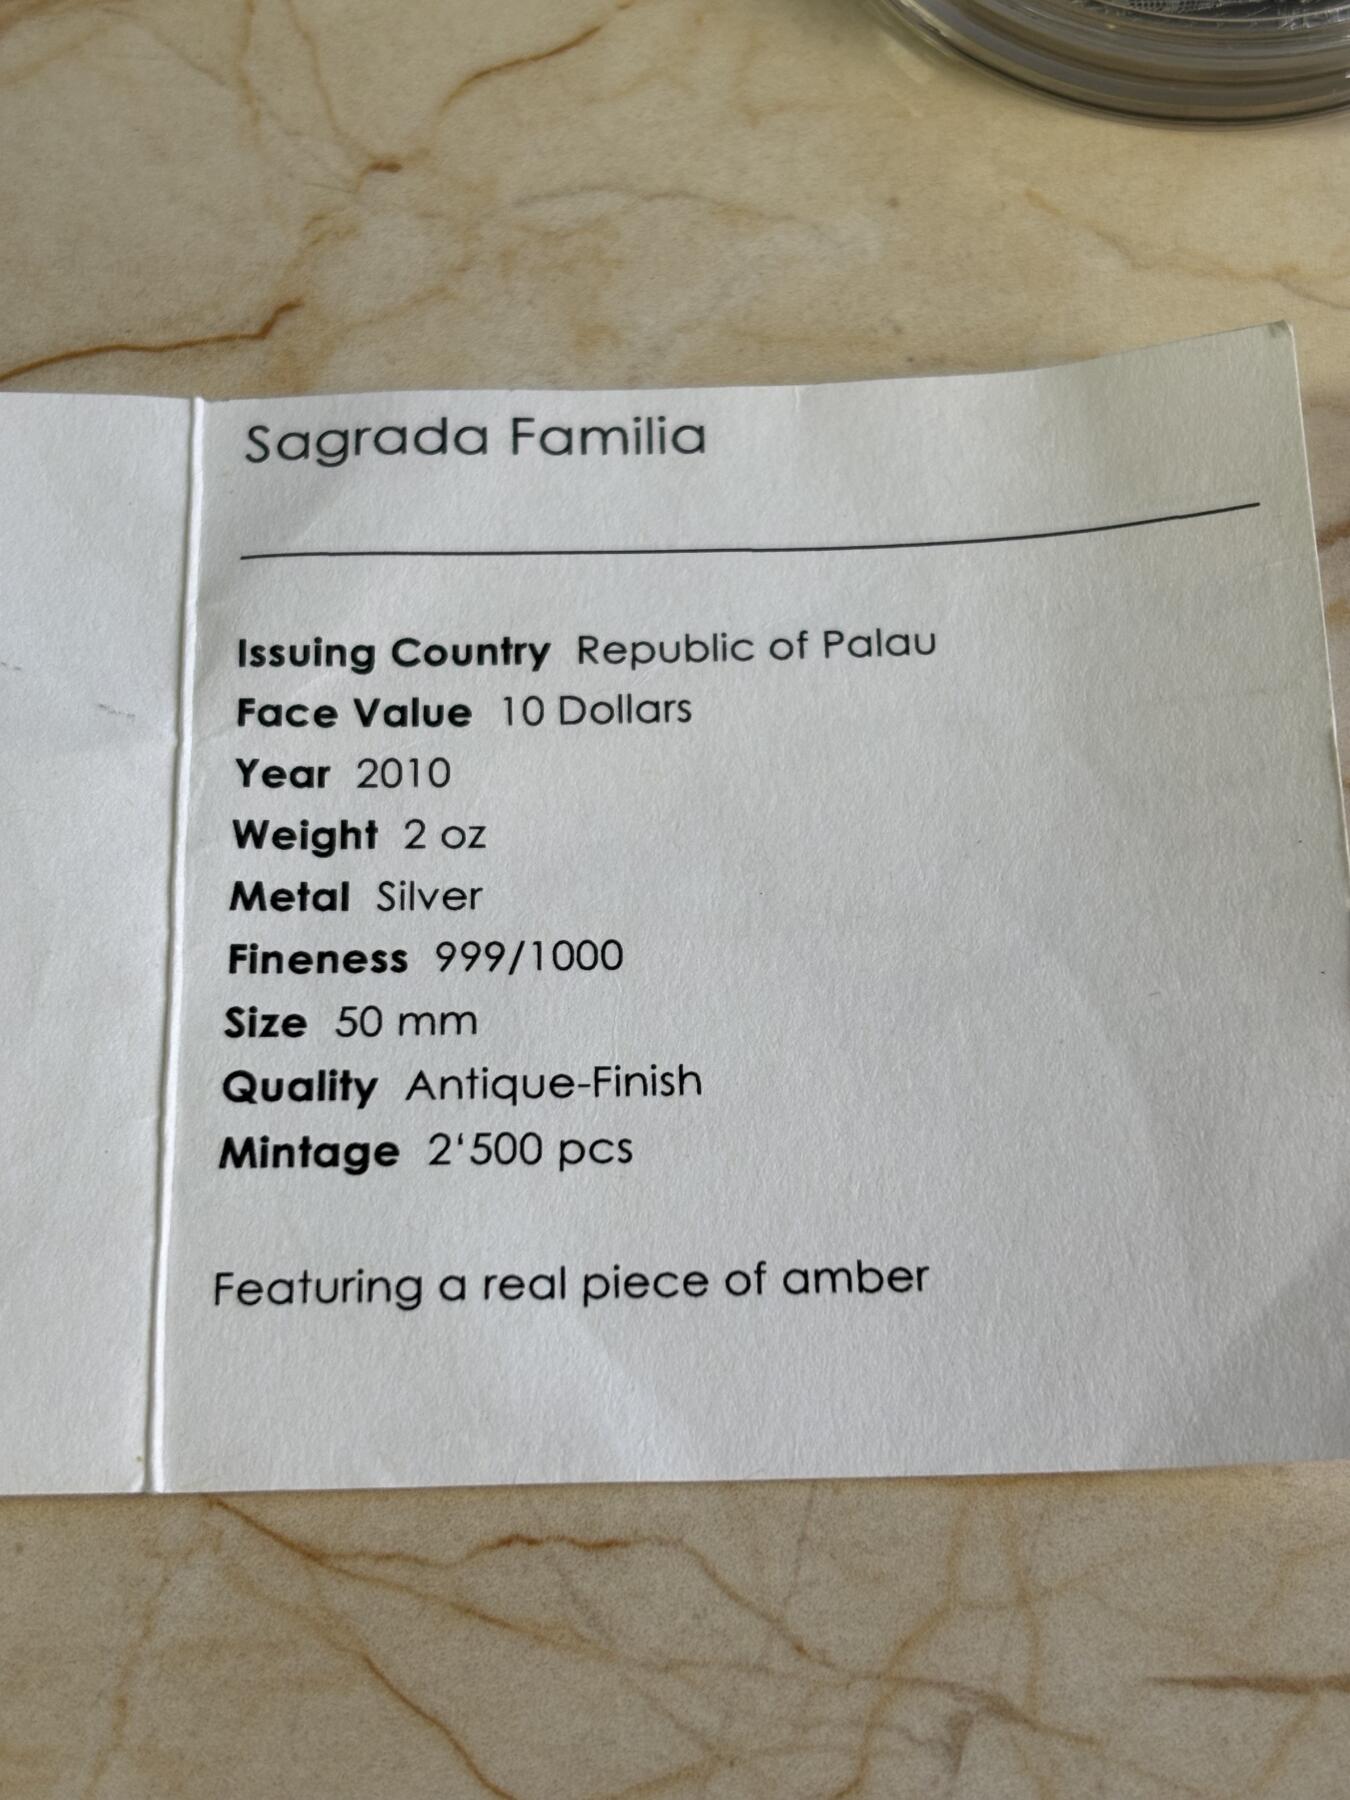 Sagrada Familia
Issuing Country Republic of Palau
Face Value 10 Dollars
Year 2010
Weight 2 oz
Metal Silver
Fineness 999/1000
Size 50 mm
Quality Antique-Finish
Mintage 2‘500 pcs
Featuring a real piece of amber